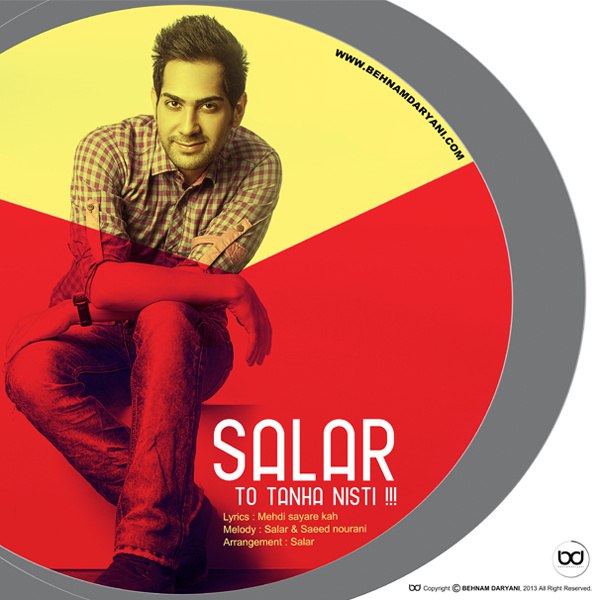 WWW.BEHNAMDARYANI.COM
SALAR
TO TANHA NISTI !!!
Lyrics : Mehdi sayare kah
Melody : Salar & Saeed nourani
Arrangement : Salar
bd
bd Copyright © BEHNAM DARYANI, 2013 All Right Reserved.